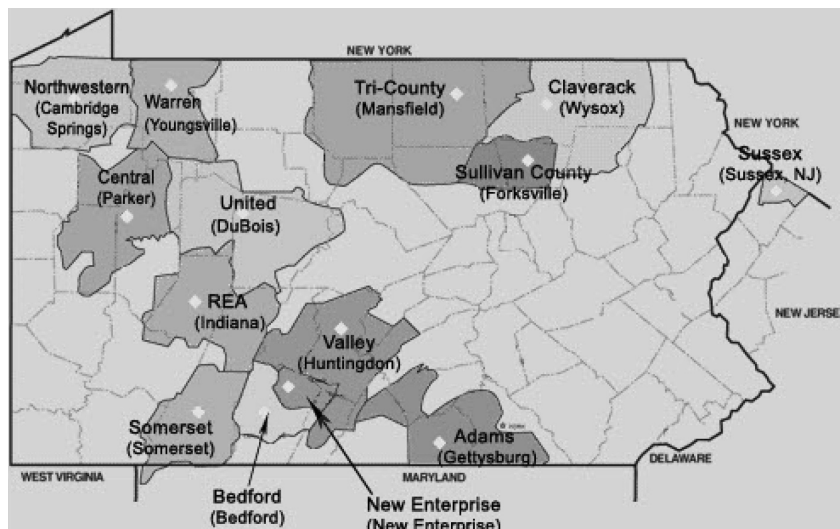 NEW YORK
Northwestern
(Cambridge
Springs)
Warren
(Youngsville)
Tri-County
(Mansfield)
Claverack
(Wysox)
NEW YORK
Sussex
(Sussex, NJ)
Sullivan County
(Forksville)
Central
(Parker)
United
(DuBois)
REA
(Indiana)
Valley
(Huntingdon)
NEW JERSE
Somerset
(Somerset)
YORK
Adams
(Gettysburg)
DELAWARE
WEST VIRGINIA
MARYLAND
Bedford
(Bedford)
New Enterprise
(New Enterprise)